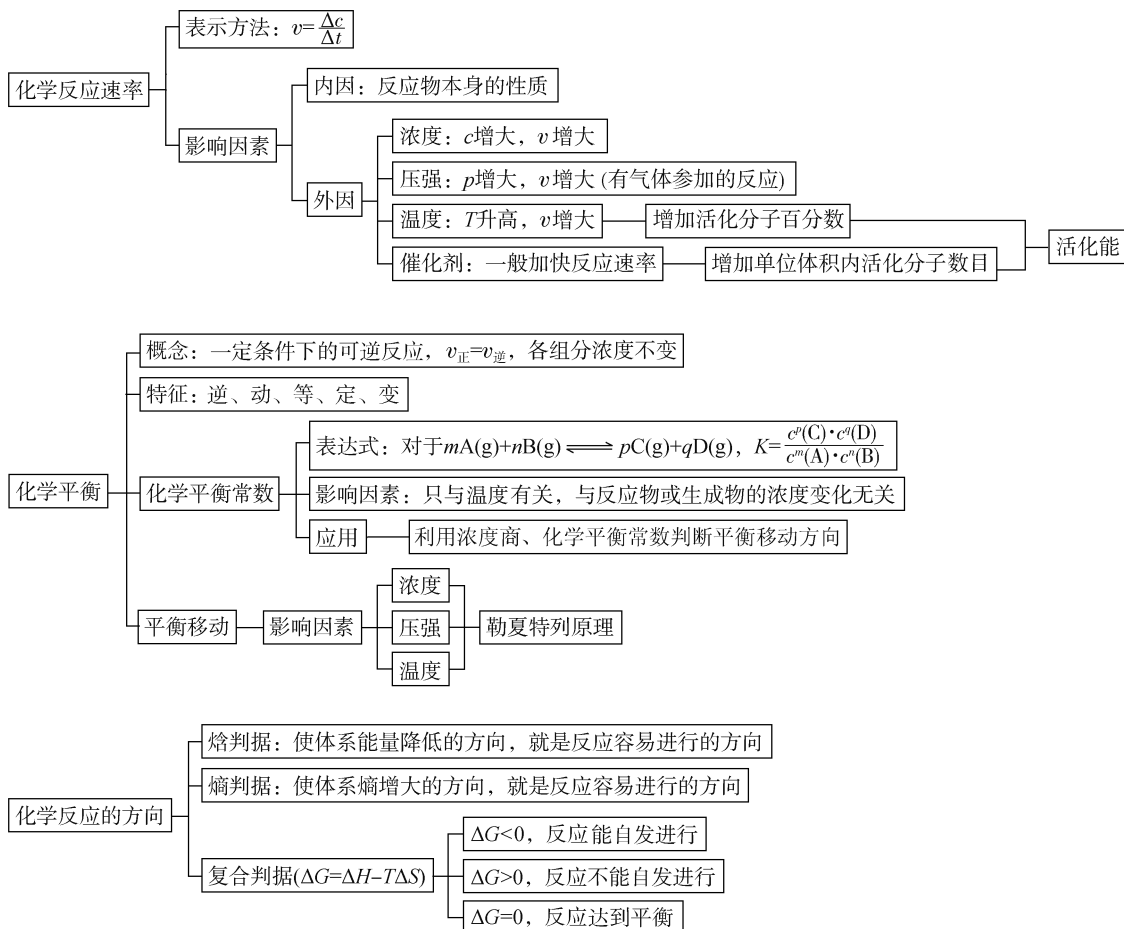 表示方法：v=Δc/Δt
化学反应速率
内因：反应物本身的性质
影响因素
浓度：c增大，v增大
压强：p增大，v增大 (有气体参加的反应)
外因
温度：T升高，v增大
增加活化分子百分数
活化能
催化剂：一般加快反应速率
增加单位体积内活化分子数目
概念：一定条件下的可逆反应，v正=v逆，各组分浓度不变
特征：逆、动、等、定、变
表达式：对于mA(g)+nB(g)⇌pC(g)+qD(g)，K=c^p(C)·c^q(D)/c^m(A)·c^n(B)
化学平衡
化学平衡常数
影响因素：只与温度有关，与反应物或生成物的浓度变化无关
应用
利用浓度商、化学平衡常数判断平衡移动方向
浓度
平衡移动
影响因素
压强
勒夏特列原理
温度
焓判据：使体系能量降低的方向，就是反应容易进行的方向
熵判据：使体系熵增大的方向，就是反应容易进行的方向
化学反应的方向
ΔG<0，反应能自发进行
复合判据(ΔG=ΔH–TΔS)
ΔG>0，反应不能自发进行
ΔG=0，反应达到平衡